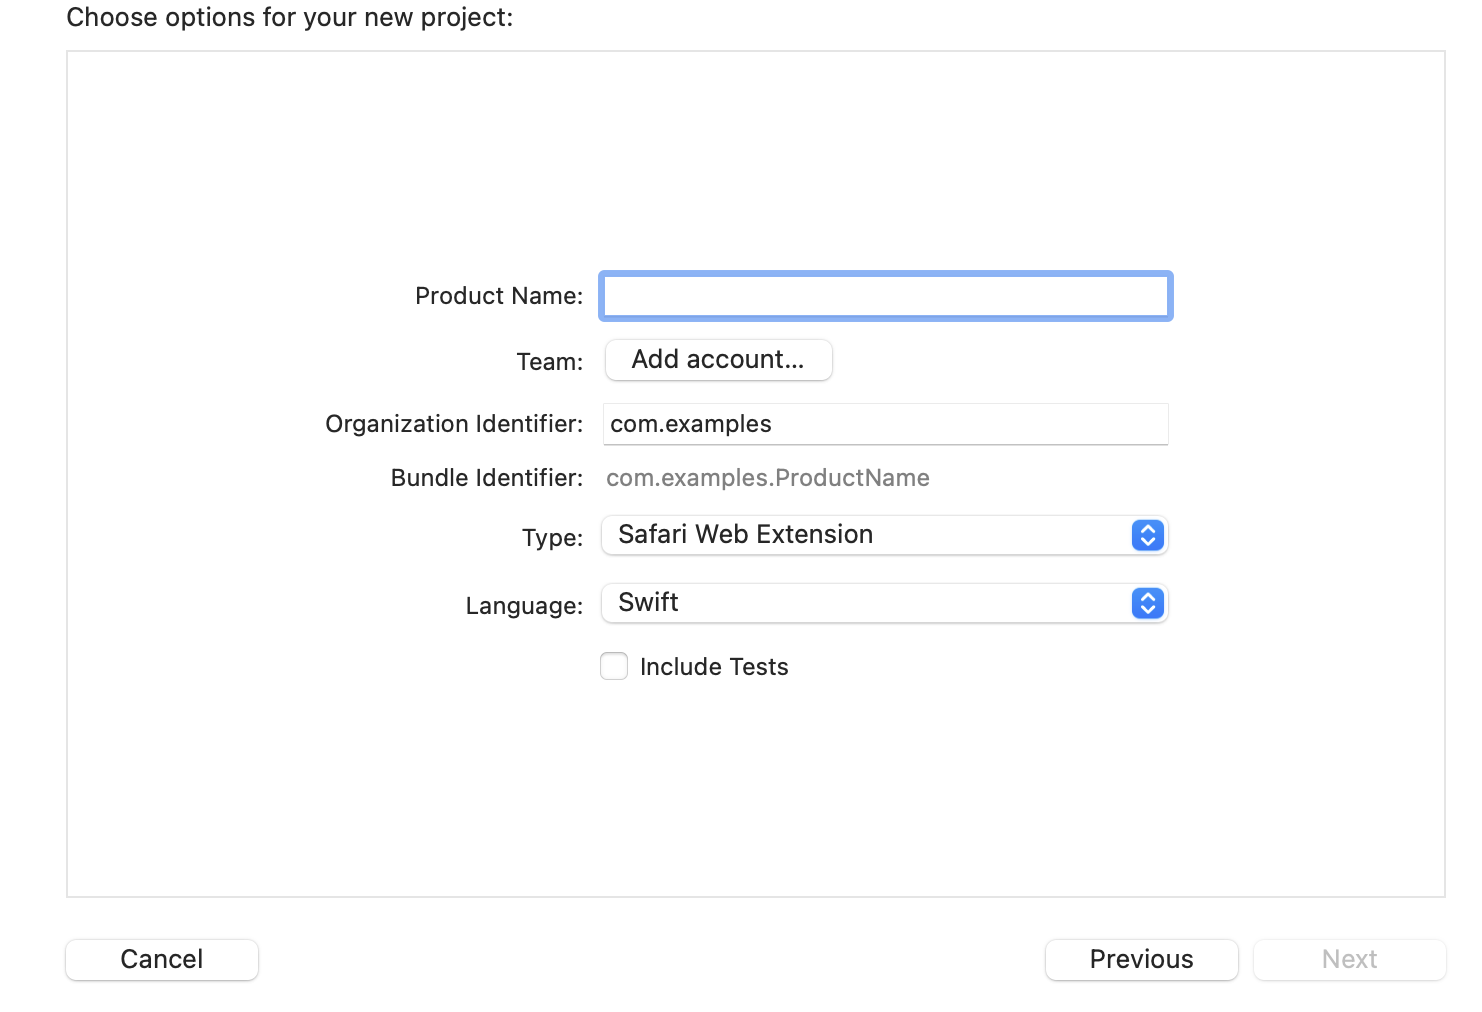 Choose options for your new project:
Product Name:
Team: Add account...
Organization Identifier: com.examples
Bundle Identifier: com.examples.ProductName
Type: Safari Web Extension
Language: Swift
Include Tests
Cancel Previous Next